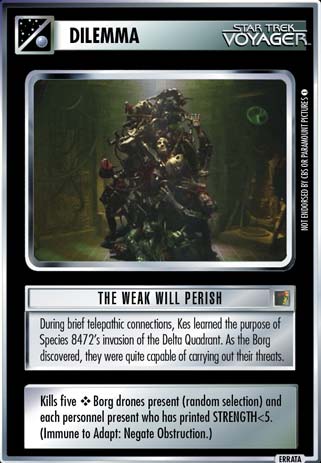 DILEMMA
STAR TREK
VOYAGER
NOT ENDORSED BY CBS OR PARAMOUNT PICTURES
THE WEAK WILL PERISH
During brief telepathic connections, Kes learned the purpose of
Species 8472's invasion of the Delta Quadrant. As the Borg
discovered, they were quite capable of carrying out their threats.
Kills five ❖ Borg drones present (random selection) and
each personnel present who has printed STRENGTH<5.
(Immune to Adapt: Negate Obstruction.)
ERRATA